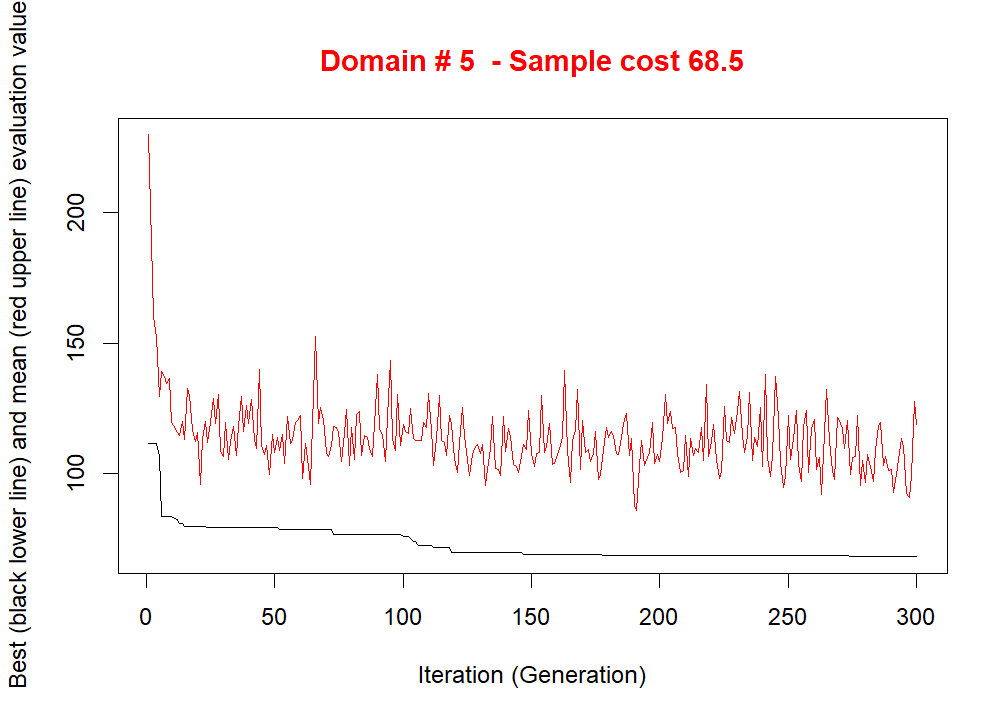 Domain # 5  - Sample cost 68.5
Best (black lower line) and mean (red upper line) evaluation value
200
150
100
0 50 100 150 200 250 300
Iteration (Generation)